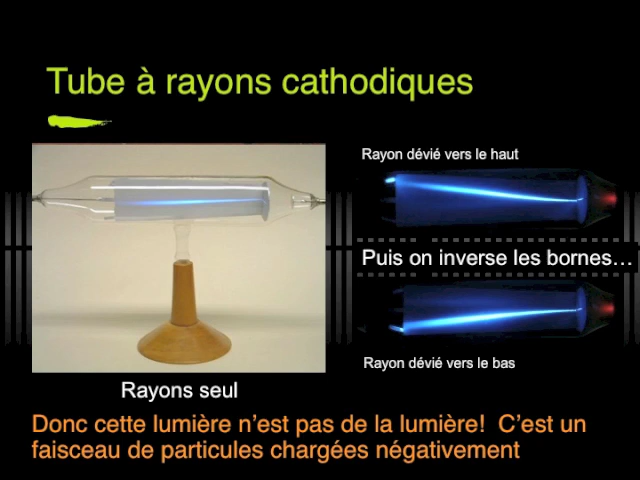 Tube à rayons cathodiques
Rayon dévié vers le haut
Puis on inverse les bornes…
Rayon dévié vers le bas
Rayons seul
Donc cette lumière n’est pas de la lumière!  C’est un
faisceau de particules chargées négativement